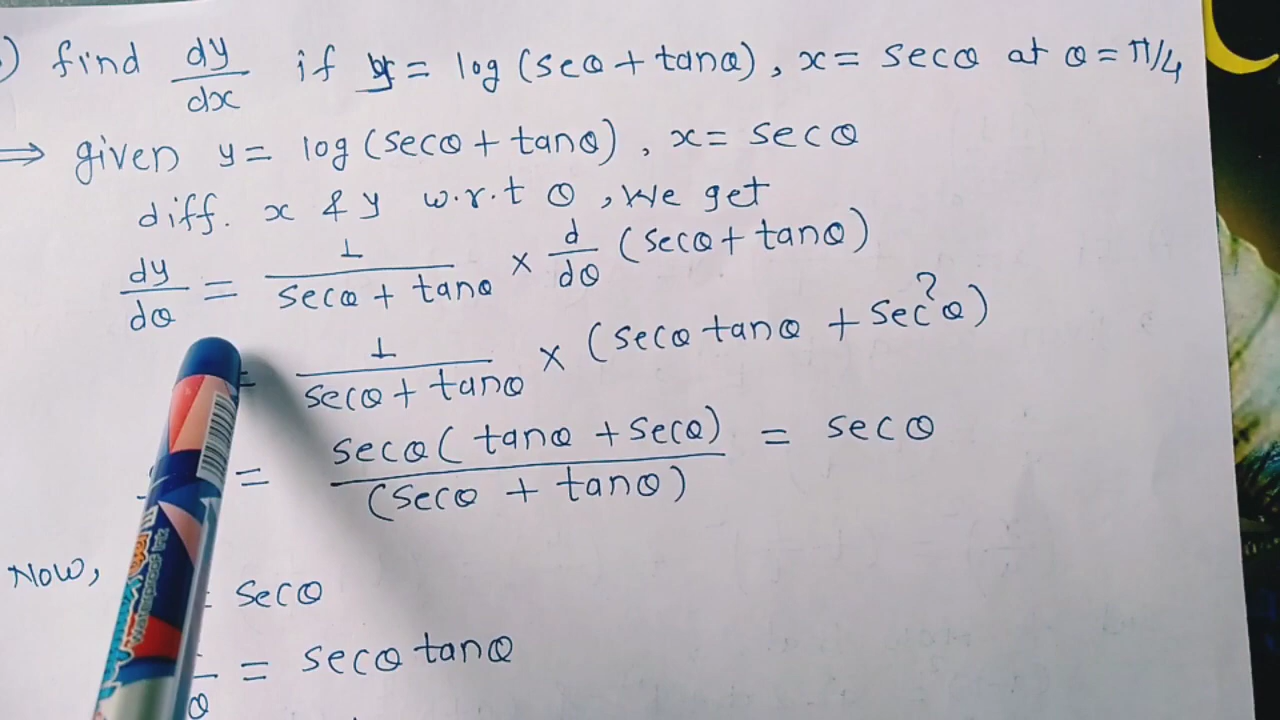 ) find dy/dx if y = log (secθ + tanθ), x = secθ at θ = π/4
⇒ given y = log (secθ + tanθ), x = secθ
diff. x & y w.r.t θ, We get
dy/dθ = 1/(secθ + tanθ) × d/dθ (secθ + tanθ)
= 1/(secθ + tanθ) × (secθ tanθ + sec²θ)
= secθ( tanθ + secθ)/(secθ + tanθ) = secθ
Now, = secθ
θ = secθ tanθ
Waterproof Ink